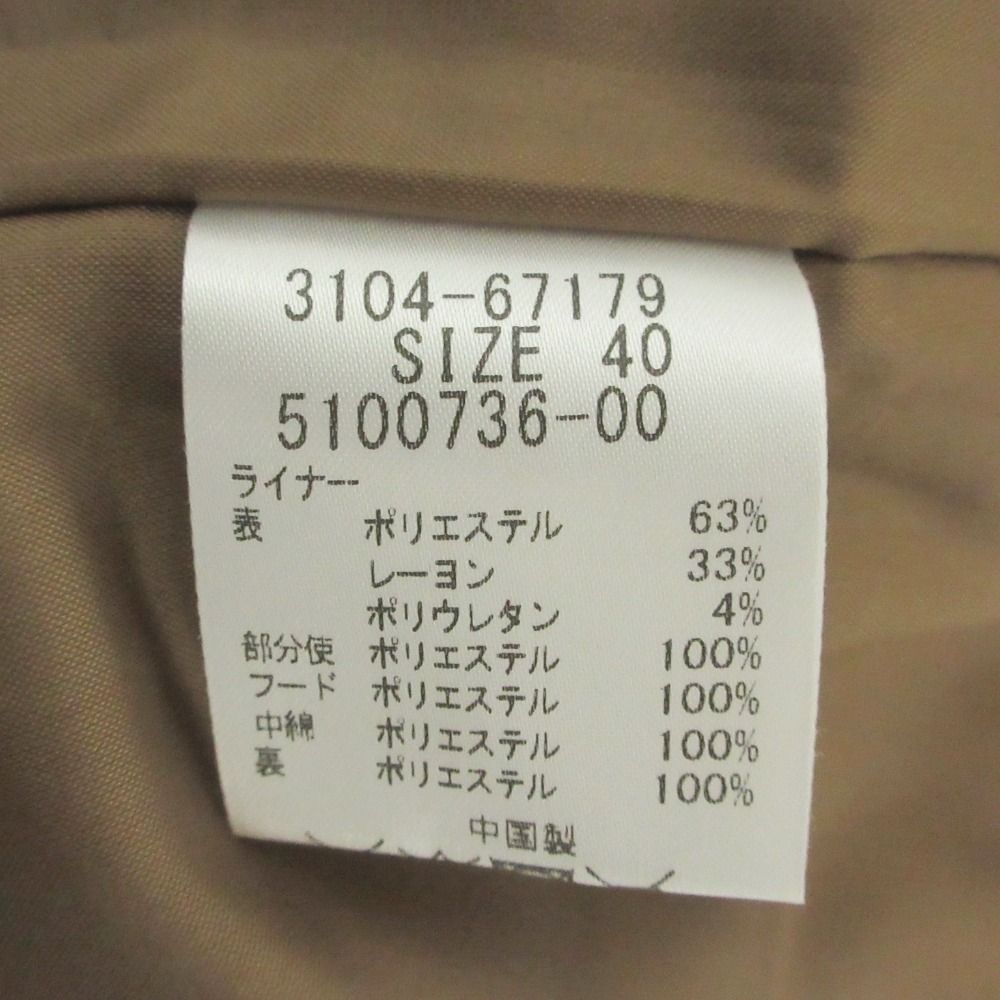 3104-67179
SIZE 40
5100736-00
ライナー
表 ポリエステル 63%
レーヨン 33%
ポリウレタン 4%
部分使 ポリエステル 100%
フード ポリエステル 100%
中綿 ポリエステル 100%
裏 ポリエステル 100%
中国製